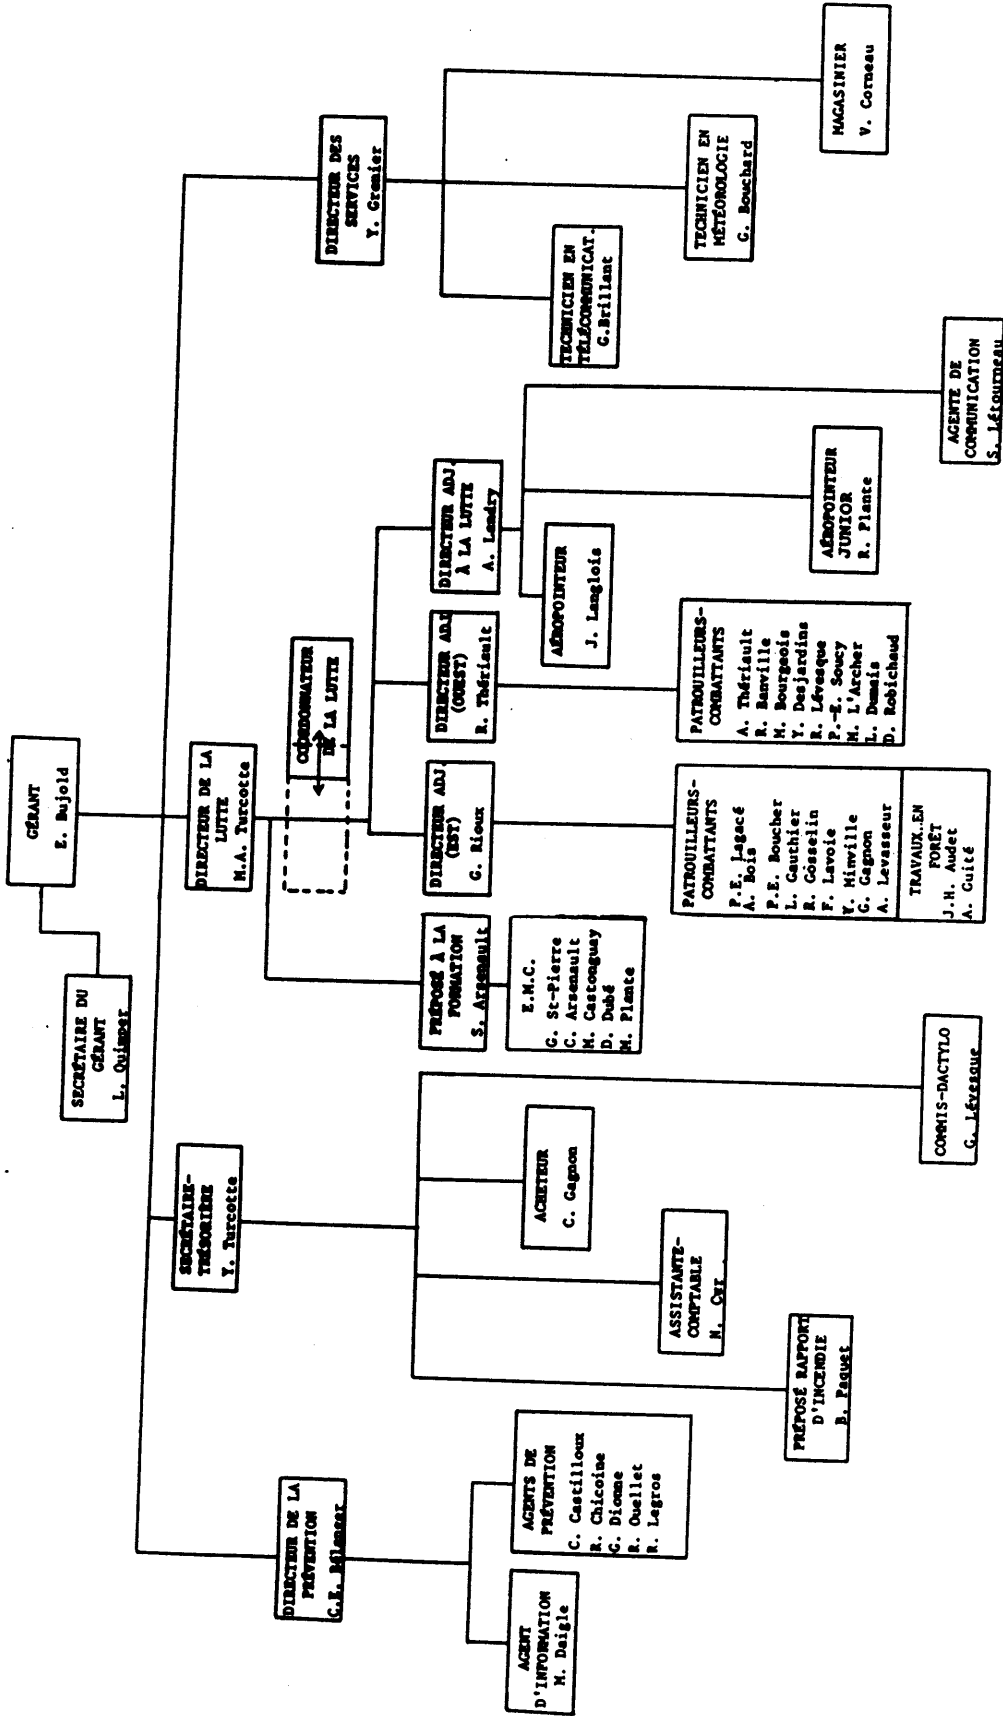 GÉRANT
E. Bujold
SECRÉTAIRE DU
GÉRANT
L. Quimper
DIRECTEUR DE LA
PRÉVENTION
C.E. Bélanger
SECRÉTAIRE-
TRÉSORIÈRE
Y. Turcotte
DIRECTEUR DE LA
LUTTE
M.A. Turcotte
DIRECTEUR DES
SERVICES
Y. Grenier
COORDONNATEUR
DE LA LUTTE
AGENT
D'INFORMATION
M. Daigle
AGENTS DE
PRÉVENTION
C. Castilloux
R. Chicoine
G. Dionne
R. Ouellet
R. Legros
PRÉPOSÉ RAPPORT
D'INCENDIE
B. Paquet
ASSISTANTE-
COMPTABLE
N. Cyr
ACHETEUR
C. Gagnon
COMMIS-DACTYLO
G. Lévesque
PRÉPOSÉ À LA
FORMATION
S. Arsenault
E.M.C.
G. St-Pierre
C. Arsenault
M. Castonguay
D. Dubé
M. Plante
DIRECTEUR ADJ.
(EST)
G. Rioux
PATROUILLEURS-
COMBATTANTS
P.E. Lagacé
A. Bois
P.E. Boucher
L. Gauthier
R. Gosselin
F. Lavoie
Y. Minville
G. Gagnon
A. Levasseur
TRAVAUX EN
FORÊT
J.H. Audet
A. Guité
DIRECTEUR ADJ
(OUEST)
R. Thériault
PATROUILLEURS-
COMBATTANTS
A. Thériault
R. Banville
M. Bourgeois
Y. Desjardins
R. Lévesque
P.-E. Soucy
M. L'Archer
L. Dumais
D. Robichaud
DIRECTEUR ADJ.
À LA LUTTE
A. Landry
AÉROPOINTEUR
J. Langlois
AÉROPOINTEUR
JUNIOR
R. Plante
AGENTE DE
COMMUNICATION
S. Létourneau
TECHNICIEN EN
TÉLÉCOMMUNICAT.
G.Brillant
TECHNICIEN EN
MÉTÉOROLOGIE
G. Bouchard
MAGASINIER
V. Corneau